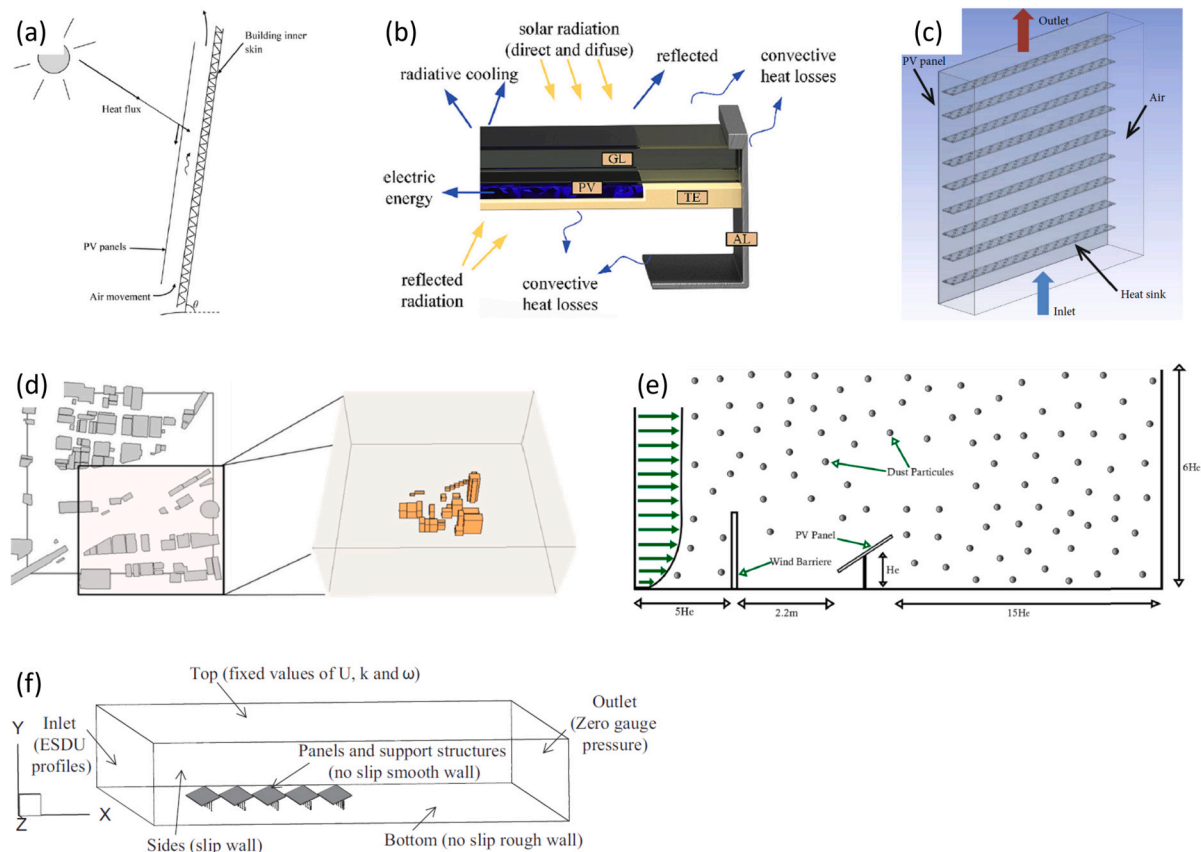 (a)
Building inner
skin
Heat flux
PV panels
Air movement
θ
(b)
solar radiation
(direct and difuse)
reflected
radiative cooling
convective
heat losses
GL
PV
TE
AL
electric
energy
reflected
radiation
convective
heat losses
(c)
Outlet
PV panel
Air
Heat sink
Inlet
(d)
(e)
Dust Particules
PV Panel
Wind Barriere
He
6He
5He
2.2m
15He
(f)
Top (fixed values of U, k and ω)
Y
Inlet
(ESDU
profiles)
Outlet
(Zero gauge
pressure)
Panels and support structures
(no slip smooth wall)
Z
X
Sides (slip wall)
Bottom (no slip rough wall)